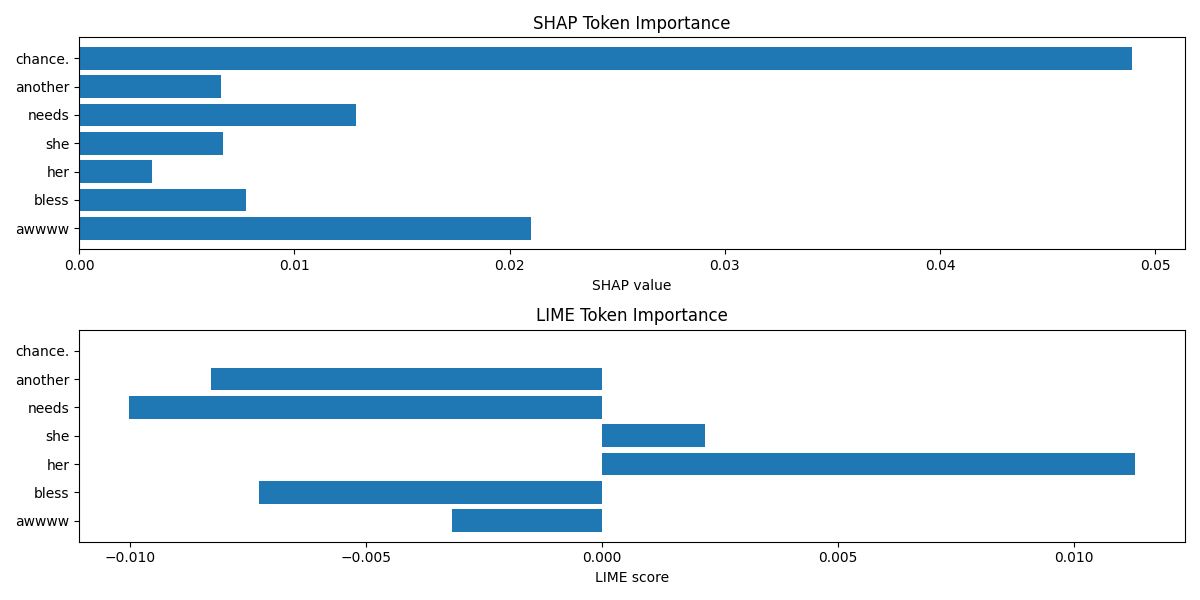 SHAP Token Importance
chance.
another
needs
she
her
bless
awwww
0.00 0.01 0.02 0.03 0.04 0.05
SHAP value
LIME Token Importance
chance.
another
needs
she
her
bless
awwww
−0.010 −0.005 0.000 0.005 0.010
LIME score